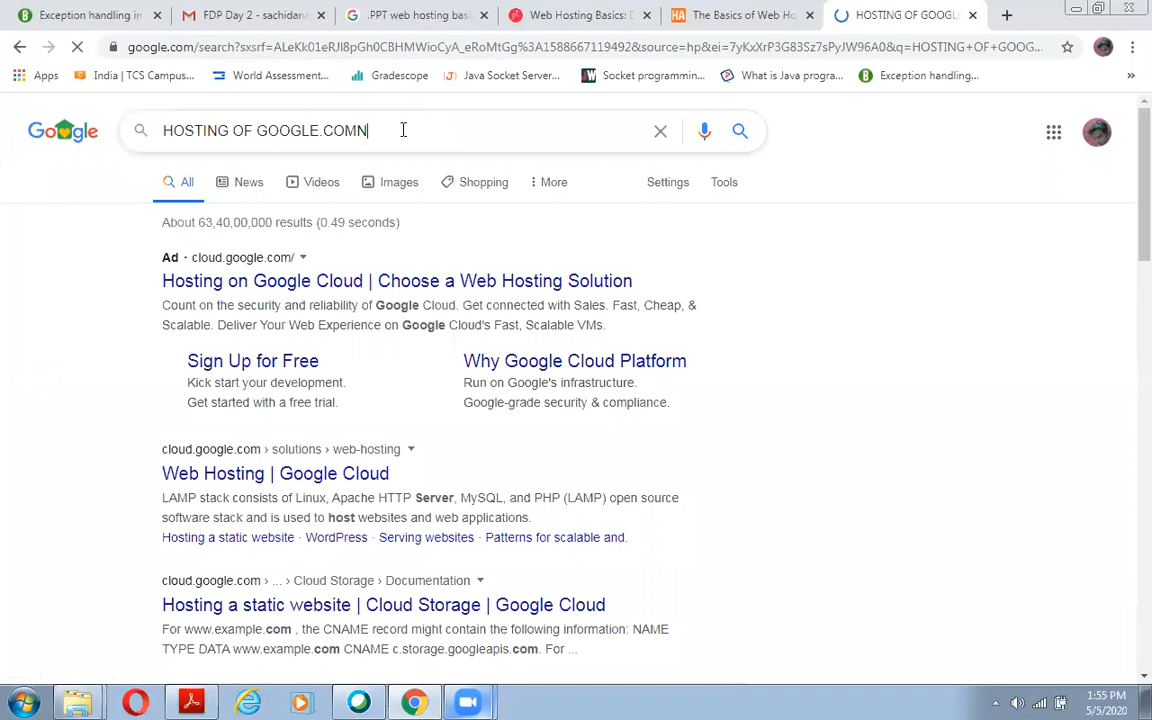 Exception handling in
FDP Day 2 - sachidana
.PPT web hosting basi
Web Hosting Basics: D
The Basics of Web Ho
HOSTING OF GOOGL
google.com/search?sxsrf=ALeKk01eRJl8pGh0CBHMWioCyA_eRoMtGg%3A1588667119492&source=hp&ei=7yKxXrP3G83Sz7sPyJW96A0&q=HOSTING+OF+GOOG...
Apps
India | TCS Campus...
World Assessment...
Gradescope
Java Socket Server...
Socket programmin...
What is Java progra...
Exception handling...
»
Google
HOSTING OF GOOGLE.COMN
All
News
Videos
Images
Shopping
More
Settings
Tools
About 63,40,00,000 results (0.49 seconds)
Ad · cloud.google.com/
Hosting on Google Cloud | Choose a Web Hosting Solution
Count on the security and reliability of Google Cloud. Get connected with Sales. Fast, Cheap, &
Scalable. Deliver Your Web Experience on Google Cloud's Fast, Scalable VMs.
Sign Up for Free
Why Google Cloud Platform
Kick start your development.
Run on Google's infrastructure.
Get started with a free trial.
Google-grade security & compliance.
cloud.google.com › solutions › web-hosting
Web Hosting | Google Cloud
LAMP stack consists of Linux, Apache HTTP Server, MySQL, and PHP (LAMP) open source
software stack and is used to host websites and web applications.
Hosting a static website · WordPress · Serving websites · Patterns for scalable and.
cloud.google.com › ... › Cloud Storage › Documentation
Hosting a static website | Cloud Storage | Google Cloud
For www.example.com , the CNAME record might contain the following information: NAME
TYPE DATA www.example.com CNAME c.storage.googleapis.com. For ...
1:55 PM
5/5/2020